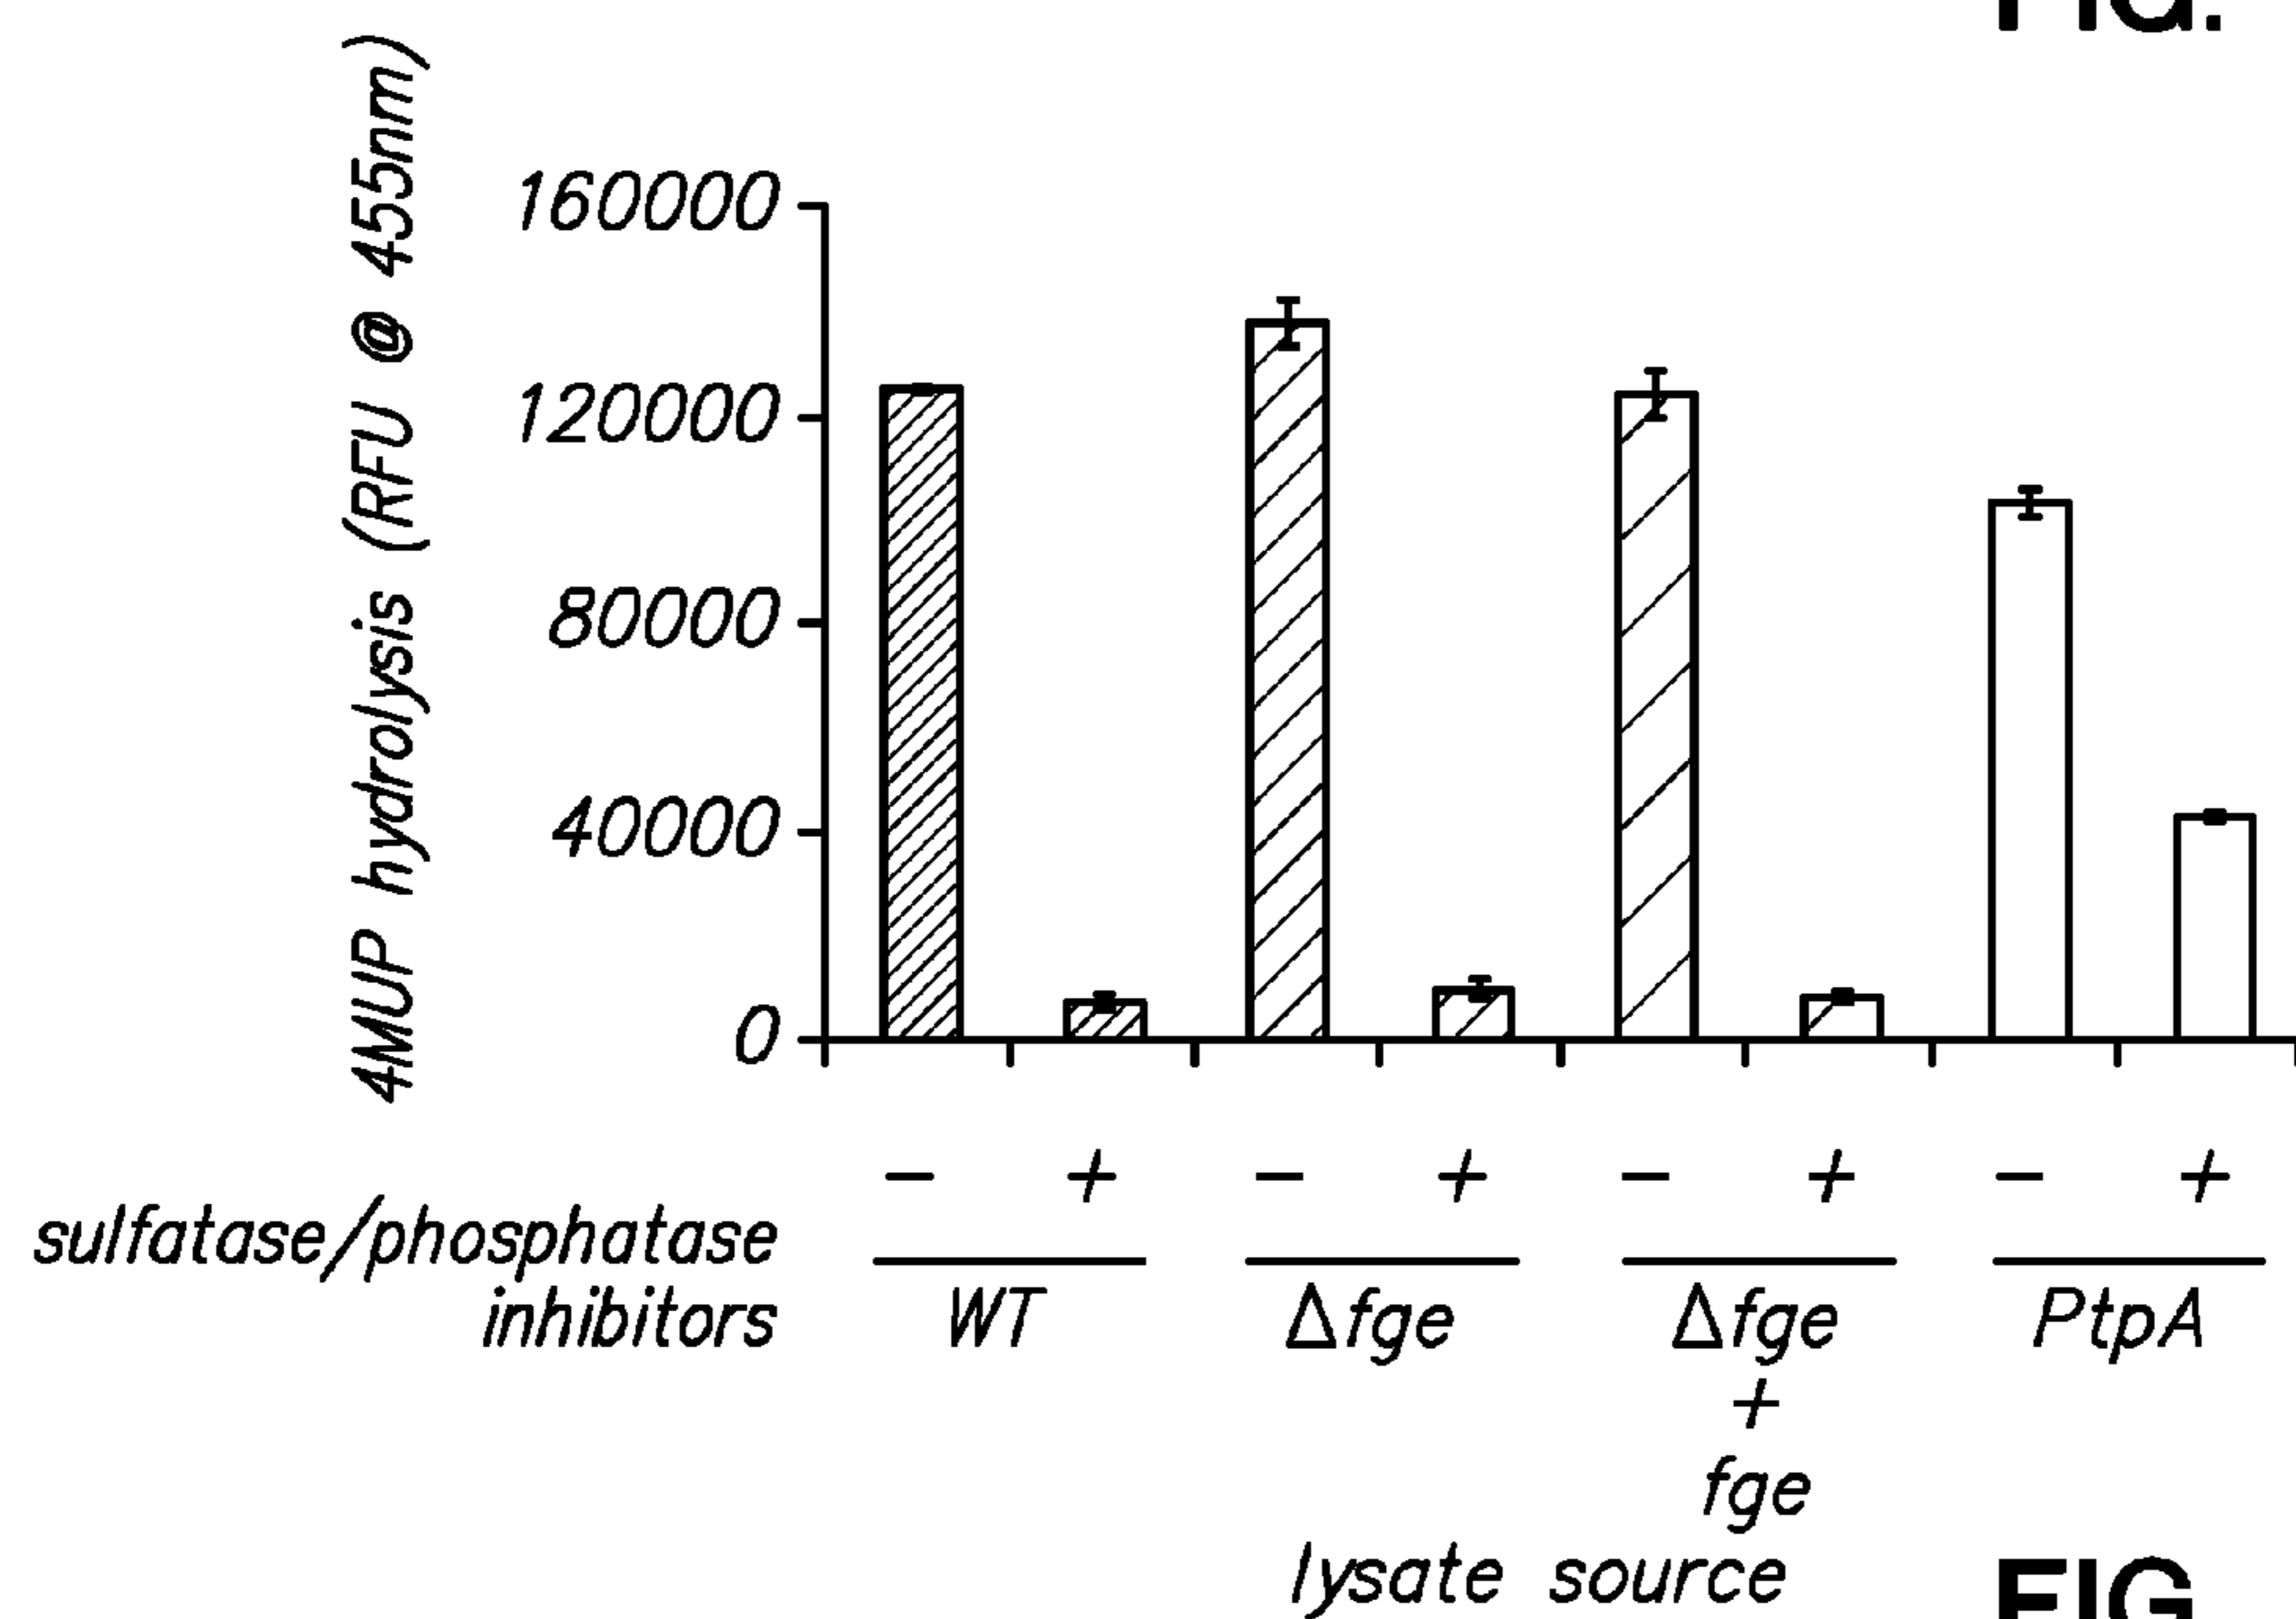 FIG.
4MUP hydrolysis (RFU @ 455nm)
160000
120000
80000
40000
0
− + − + − + − +
sulfatase/phosphatase
inhibitors
WT Δfge Δfge PtpA
+
fge
lysate source
FIG